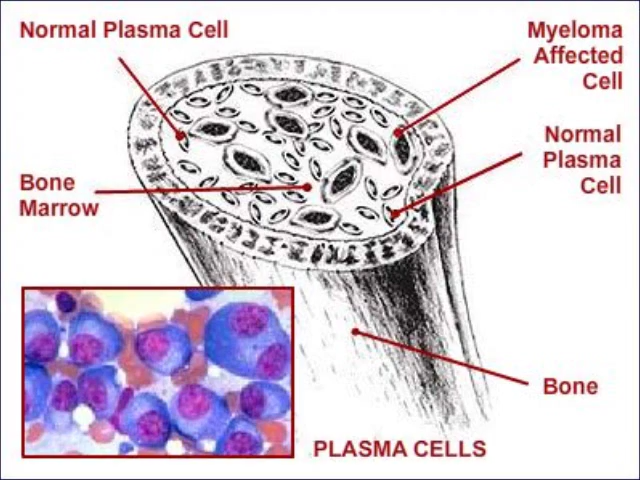 Normal Plasma Cell
Myeloma
Affected
Cell
Normal
Plasma
Cell
Bone
Marrow
Bone
PLASMA CELLS